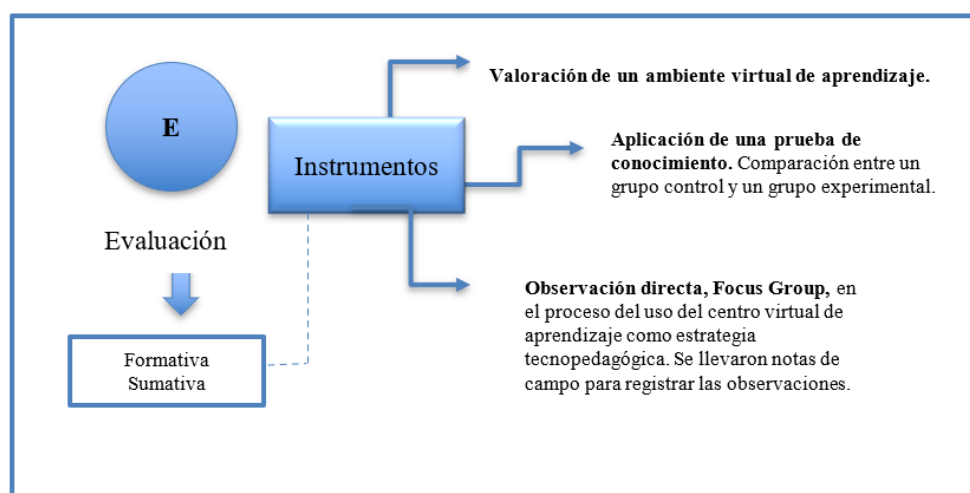 E
Evaluación
Formativa
Sumativa
Instrumentos
Valoración de un ambiente virtual de aprendizaje.
Aplicación de una prueba de
conocimiento. Comparación entre un
grupo control y un grupo experimental.
Observación directa, Focus Group, en
el proceso del uso del centro virtual de
aprendizaje como estrategia
tecnopedagógica. Se llevaron notas de
campo para registrar las observaciones.